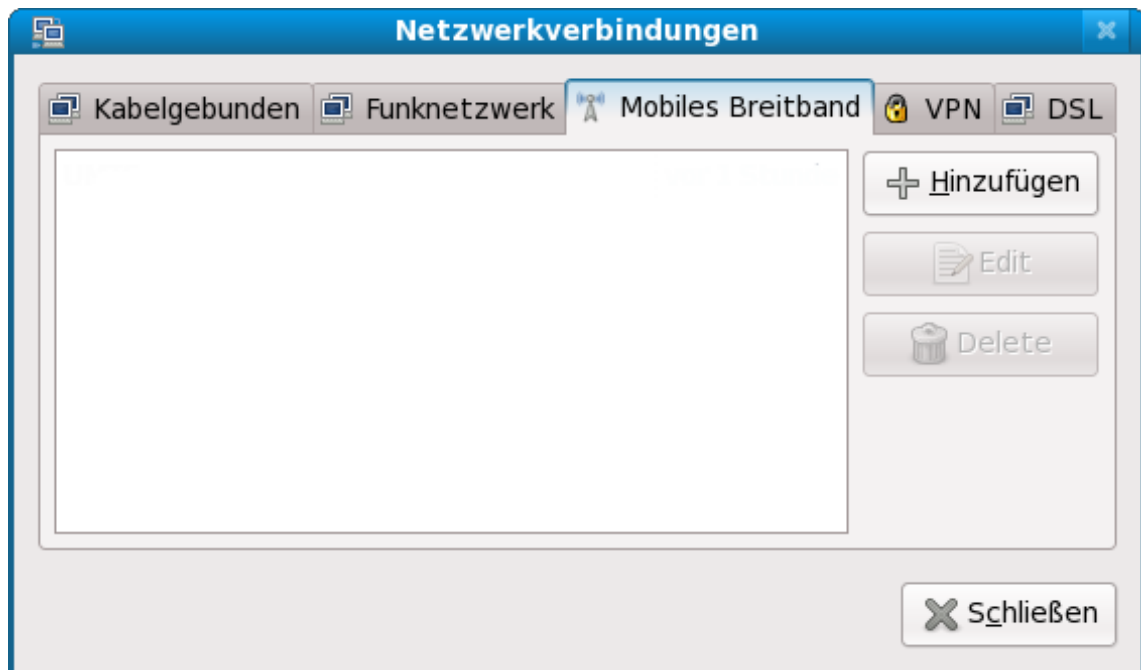 Netzwerkverbindungen
Kabelgebunden Funknetzwerk Mobiles Breitband VPN DSL
Hinzufügen
Edit
Delete
Schließen